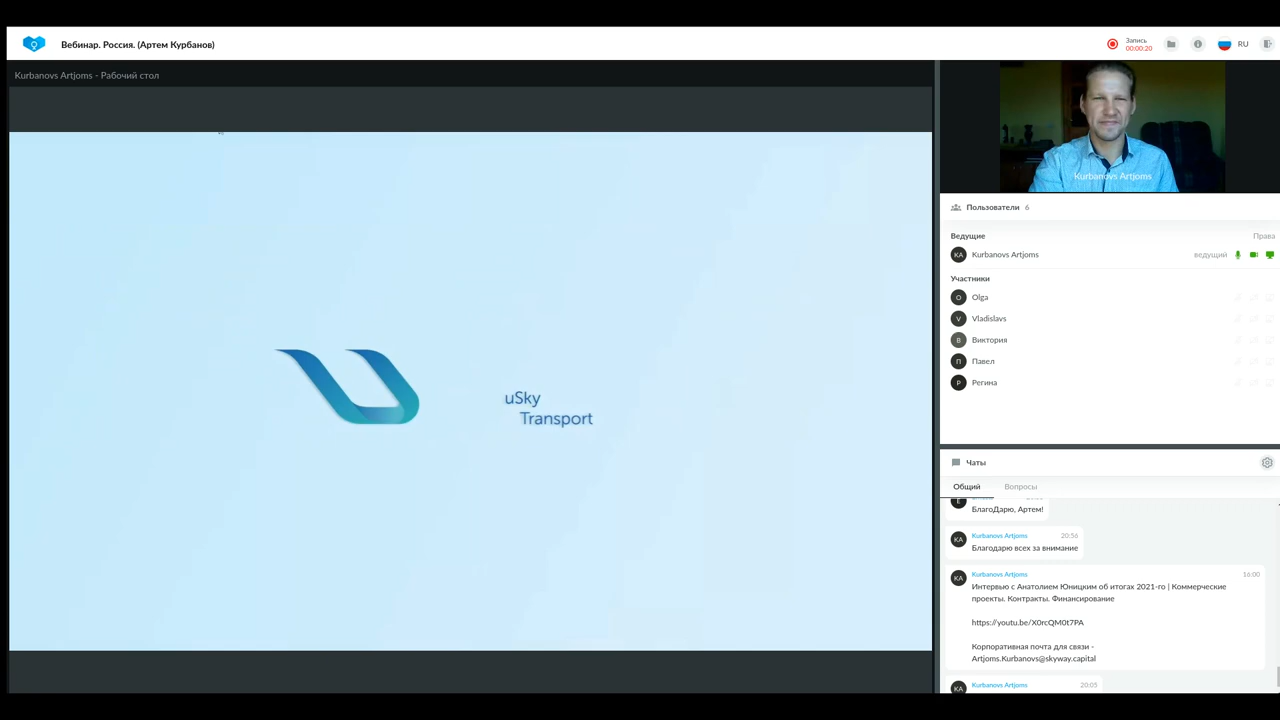 Вебинар. Россия. (Артем Курбанов)
Запись
00:00:20
RU
Kurbanovs Artjoms - Рабочий стол
uSky
Transport
Kurbanovs Artjoms
Пользователи 6
Ведущие
Права
KA Kurbanovs Artjoms
ведущий
Участники
O Olga
V Vladislavs
В Виктория
П Павел
Р Регина
Чаты
Общий
Вопросы
БлагоДарю, Артем!
KA Kurbanovs Artjoms 20:56
Благодарю всех за внимание
KA Kurbanovs Artjoms 16:00
Интервью с Анатолием Юницким об итогах 2021-го | Коммерческие
проекты. Контракты. Финансирование
https://youtu.be/X0rcQM0t7PA
Корпоративная почта для связи -
Artjoms.Kurbanovs@skyway.capital
KA Kurbanovs Artjoms 20:05